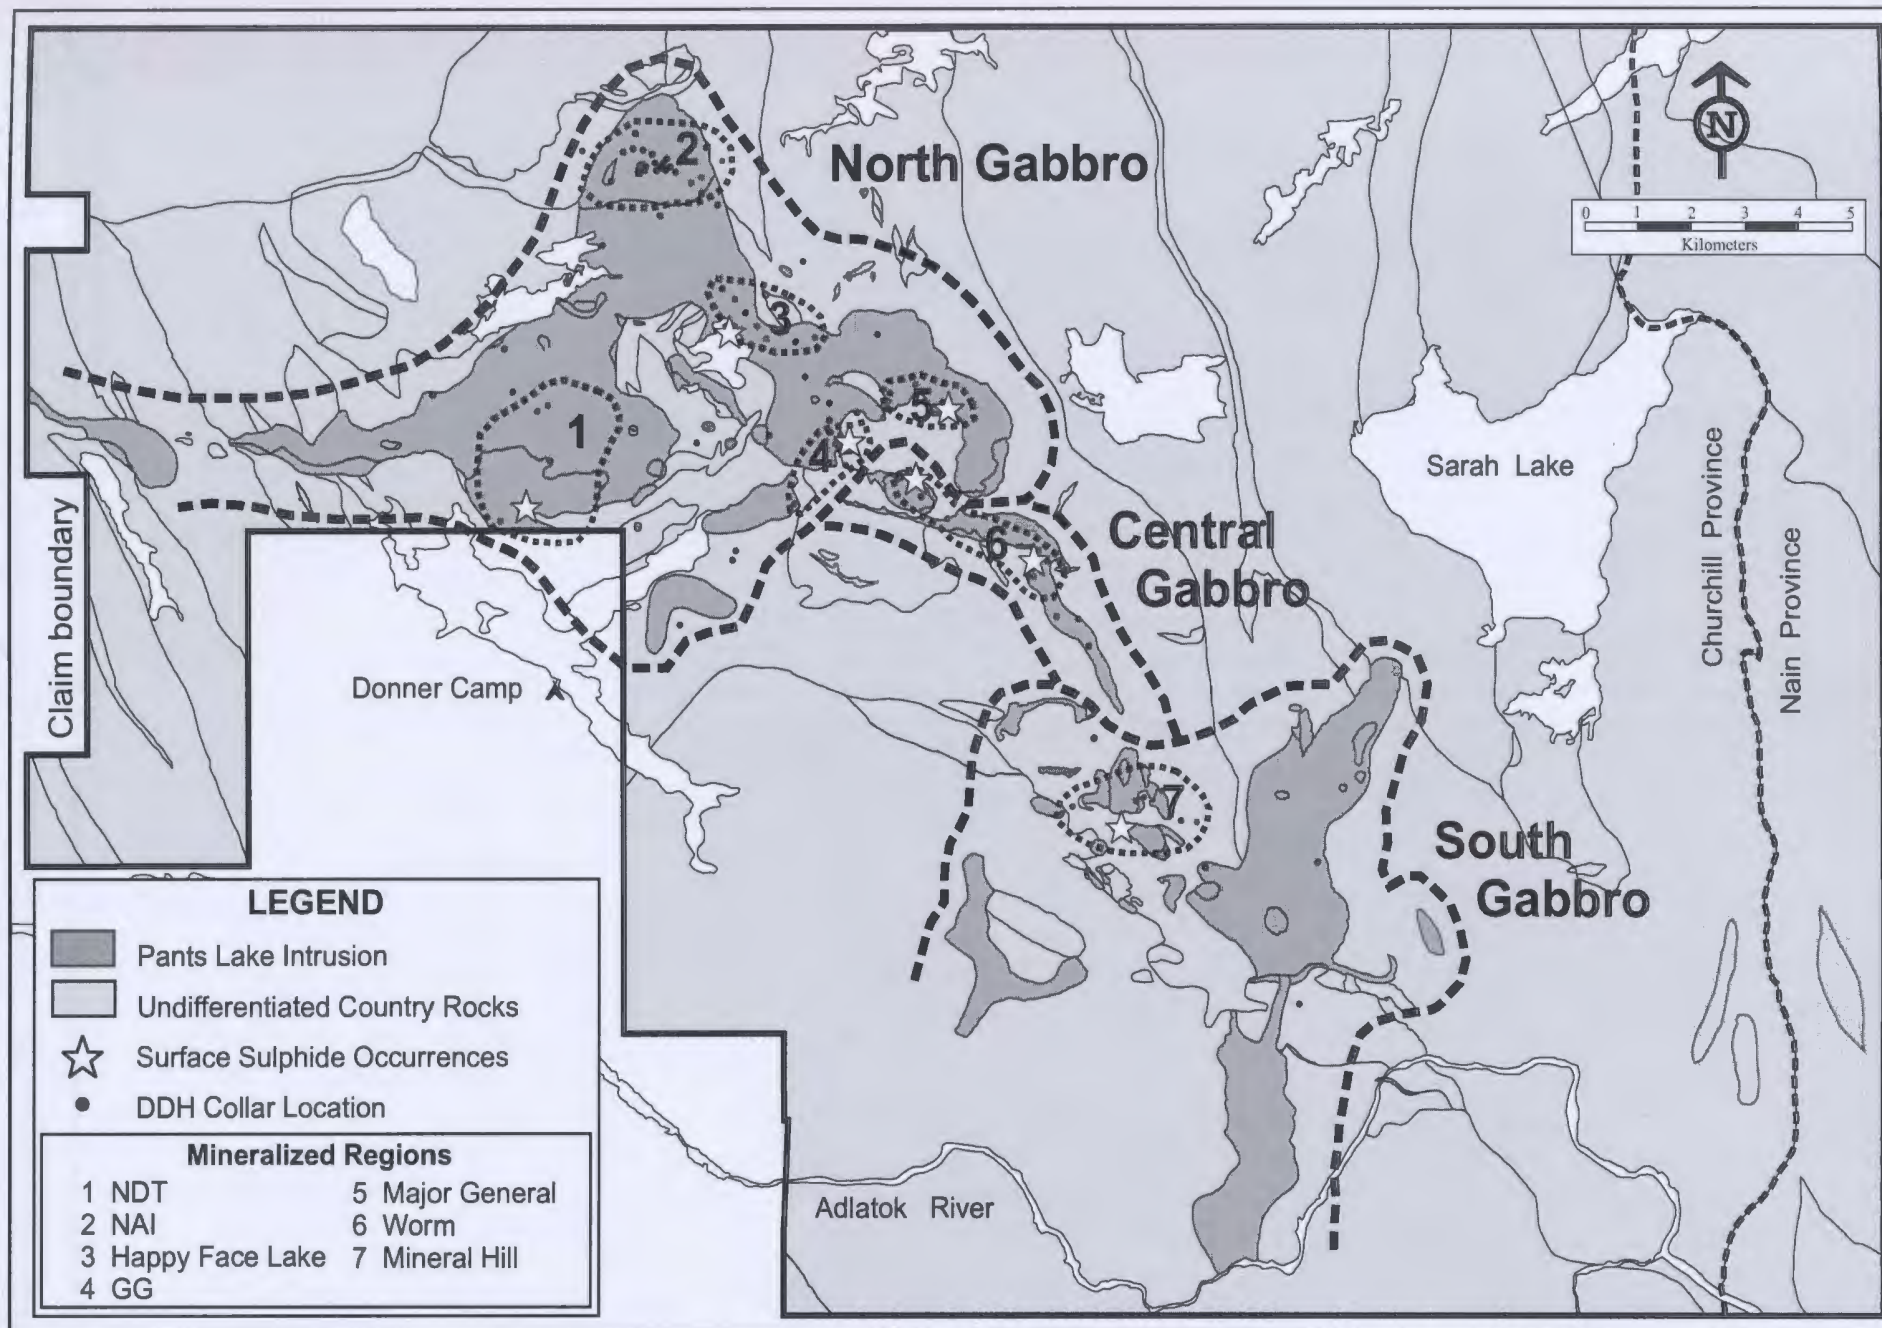 North Gabbro
N
0 1 2 3 4 5
Kilometers
2
3
1
5
4
6
7
Sarah Lake
Central
Gabbro
Churchill Province
Nain Province
Claim boundary
Donner Camp
South
Gabbro
Adlatok River
LEGEND
Pants Lake Intrusion
Undifferentiated Country Rocks
Surface Sulphide Occurrences
DDH Collar Location
Mineralized Regions
1 NDT
2 NAI
3 Happy Face Lake
4 GG
5 Major General
6 Worm
7 Mineral Hill